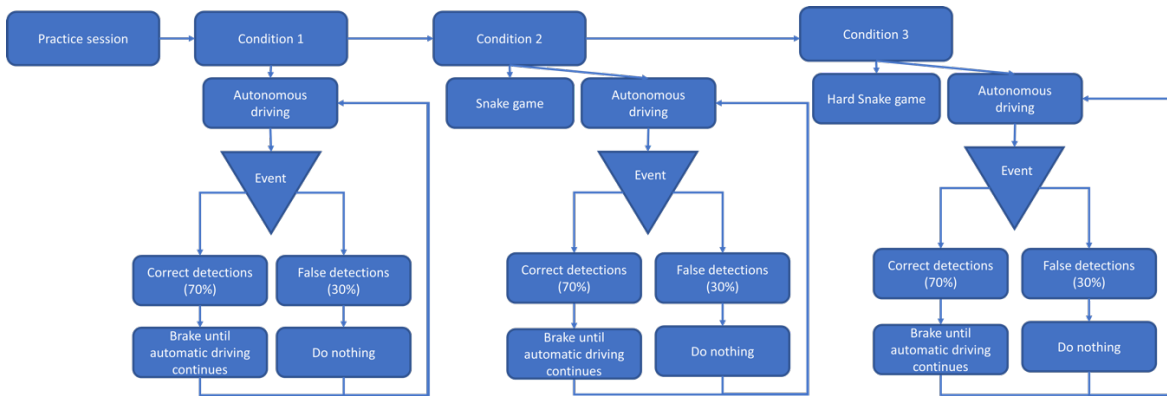 Practice session
Condition 1
Condition 2
Condition 3
Autonomous
driving
Snake game
Autonomous
driving
Hard Snake game
Autonomous
driving
Event
Event
Event
Correct detections
(70%)
False detections
(30%)
Correct detections
(70%)
False detections
(30%)
Correct detections
(70%)
False detections
(30%)
Brake until
automatic driving
continues
Do nothing
Brake until
automatic driving
continues
Do nothing
Brake until
automatic driving
continues
Do nothing